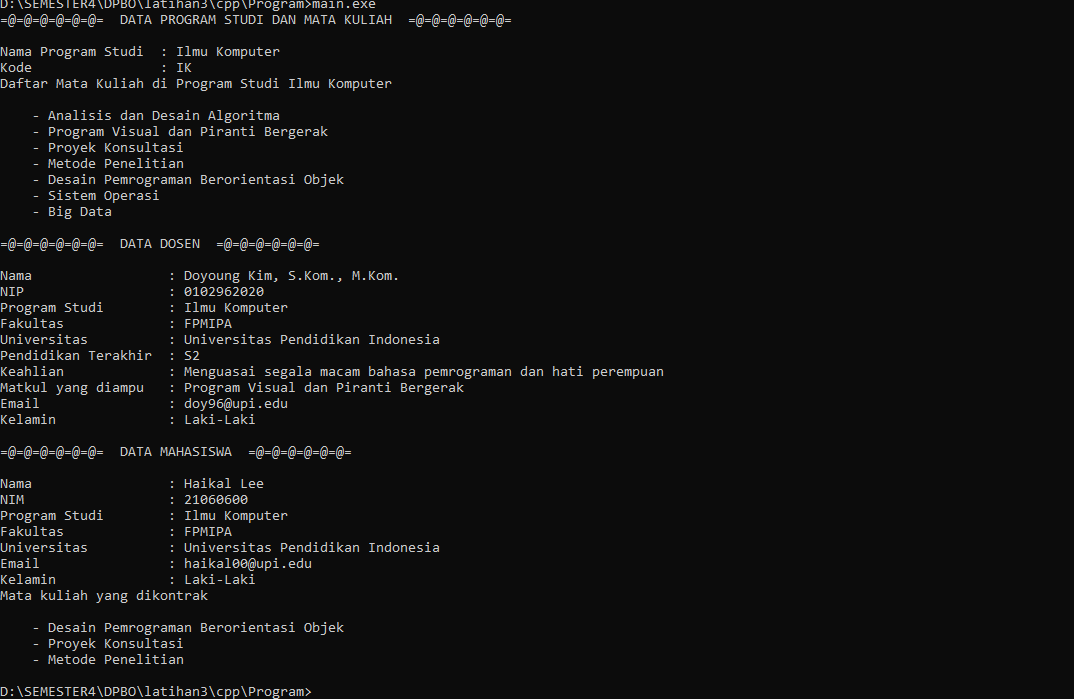 D:\SEMESTER4\DPBO\latihan3\cpp\Program>main.exe
=@=@=@=@=@=@=  DATA PROGRAM STUDI DAN MATA KULIAH  =@=@=@=@=@=@=
Nama Program Studi  : Ilmu Komputer
Kode                : IK
Daftar Mata Kuliah di Program Studi Ilmu Komputer
    - Analisis dan Desain Algoritma
    - Program Visual dan Piranti Bergerak
    - Proyek Konsultasi
    - Metode Penelitian
    - Desain Pemrograman Berorientasi Objek
    - Sistem Operasi
    - Big Data
=@=@=@=@=@=@=  DATA DOSEN  =@=@=@=@=@=@=
Nama                 : Doyoung Kim, S.Kom., M.Kom.
NIP                  : 0102962020
Program Studi        : Ilmu Komputer
Fakultas             : FPMIPA
Universitas          : Universitas Pendidikan Indonesia
Pendidikan Terakhir  : S2
Keahlian             : Menguasai segala macam bahasa pemrograman dan hati perempuan
Matkul yang diampu   : Program Visual dan Piranti Bergerak
Email                : doy96@upi.edu
Kelamin              : Laki-Laki
=@=@=@=@=@=@=  DATA MAHASISWA  =@=@=@=@=@=@=
Nama                 : Haikal Lee
NIM                  : 21060600
Program Studi        : Ilmu Komputer
Fakultas             : FPMIPA
Universitas          : Universitas Pendidikan Indonesia
Email                : haikal00@upi.edu
Kelamin              : Laki-Laki
Mata kuliah yang dikontrak
    - Desain Pemrograman Berorientasi Objek
    - Proyek Konsultasi
    - Metode Penelitian
D:\SEMESTER4\DPBO\latihan3\cpp\Program>